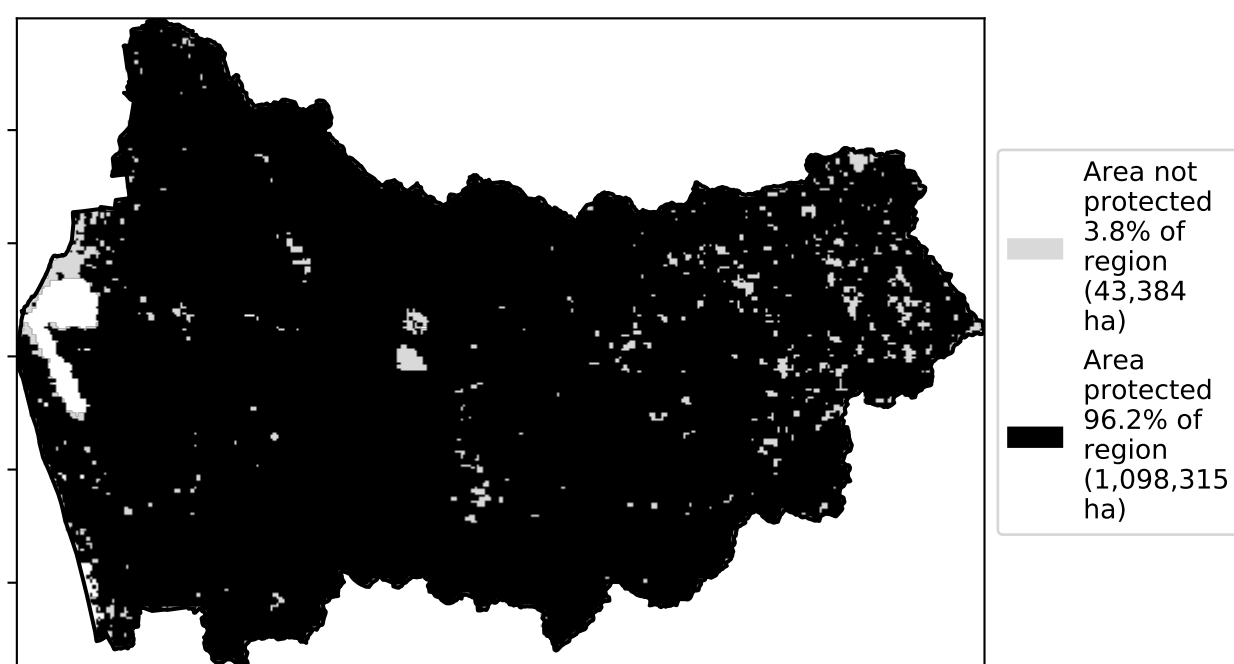 Area not
protected
3.8% of
region
(43,384
ha)
Area
protected
96.2% of
region
(1,098,315
ha)